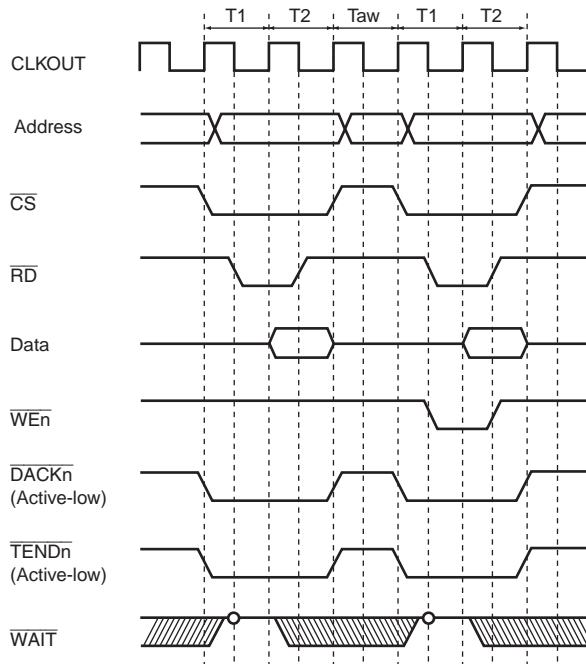 T1 T2 Taw T1 T2
CLKOUT
Address
CS
RD
Data
WEn
DACKn
(Active-low)
TENDn
(Active-low)
WAIT